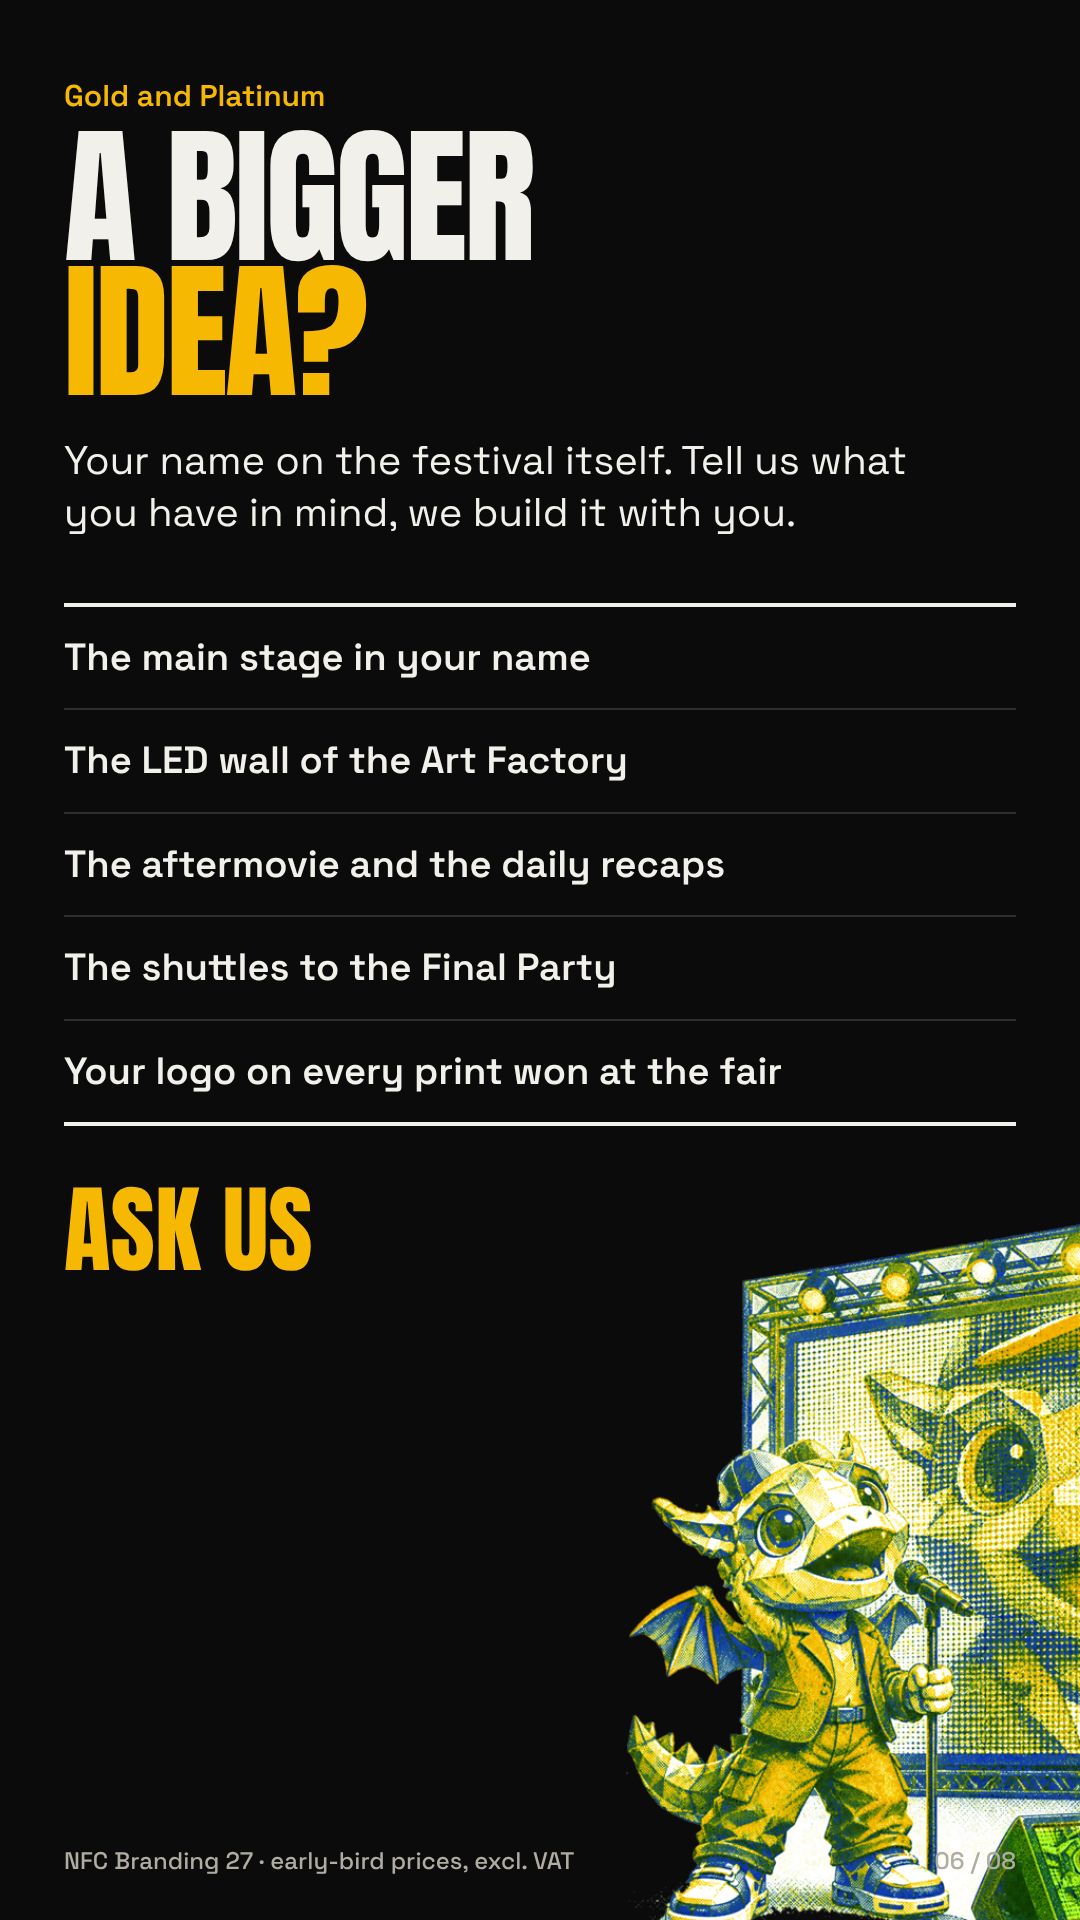 Gold and Platinum
A BIGGER
IDEA?
Your name on the festival itself. Tell us what
you have in mind, we build it with you.
The main stage in your name
The LED wall of the Art Factory
The aftermovie and the daily recaps
The shuttles to the Final Party
Your logo on every print won at the fair
ASK US
NFC Branding 27 · early-bird prices, excl. VAT
06 / 08